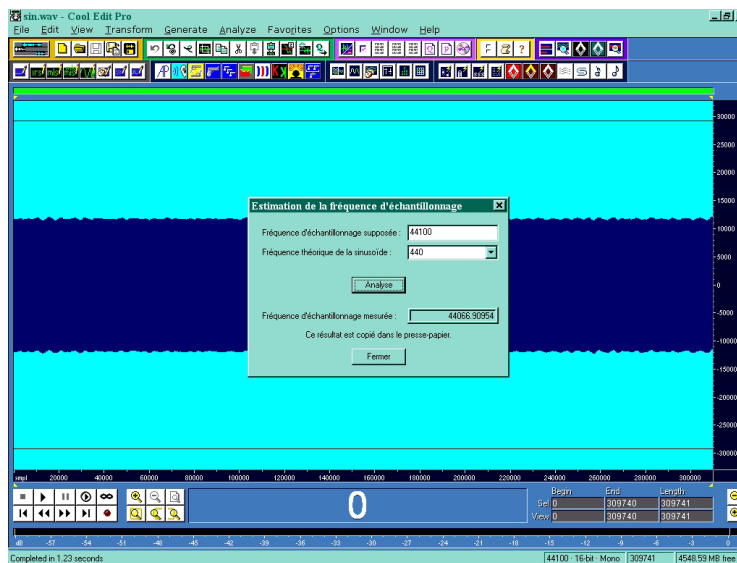 sin.wav - Cool Edit Pro
File Edit View Transform Generate Analyze Favorites Options Window Help
30000
25000
20000
15000
10000
5000
-0
-5000
-10000
-15000
-20000
-25000
-30000
Estimation de la fréquence d'échantillonnage
Fréquence d'échantillonnage supposée : 44100
Fréquence théorique de la sinusoïde : 440
Analyse
Fréquence d'échantillonnage mesurée : 44066.90954
Ce résultat est copié dans le presse-papier.
Fermer
smpl 20000 40000 60000 80000 100000 120000 140000 160000 180000 200000 220000 240000 260000 280000 300000
0
Begin End Length
Sel 0 309740 309741
View 0 309740 309741
dB -57 -54 -51 -48 -45 -42 -39 -36 -33 -30 -27 -24 -21 -18 -15 -12 -9 -6 -3 0
Completed in 1.23 seconds 44100 · 16-bit · Mono 309741 4548.59 MB free